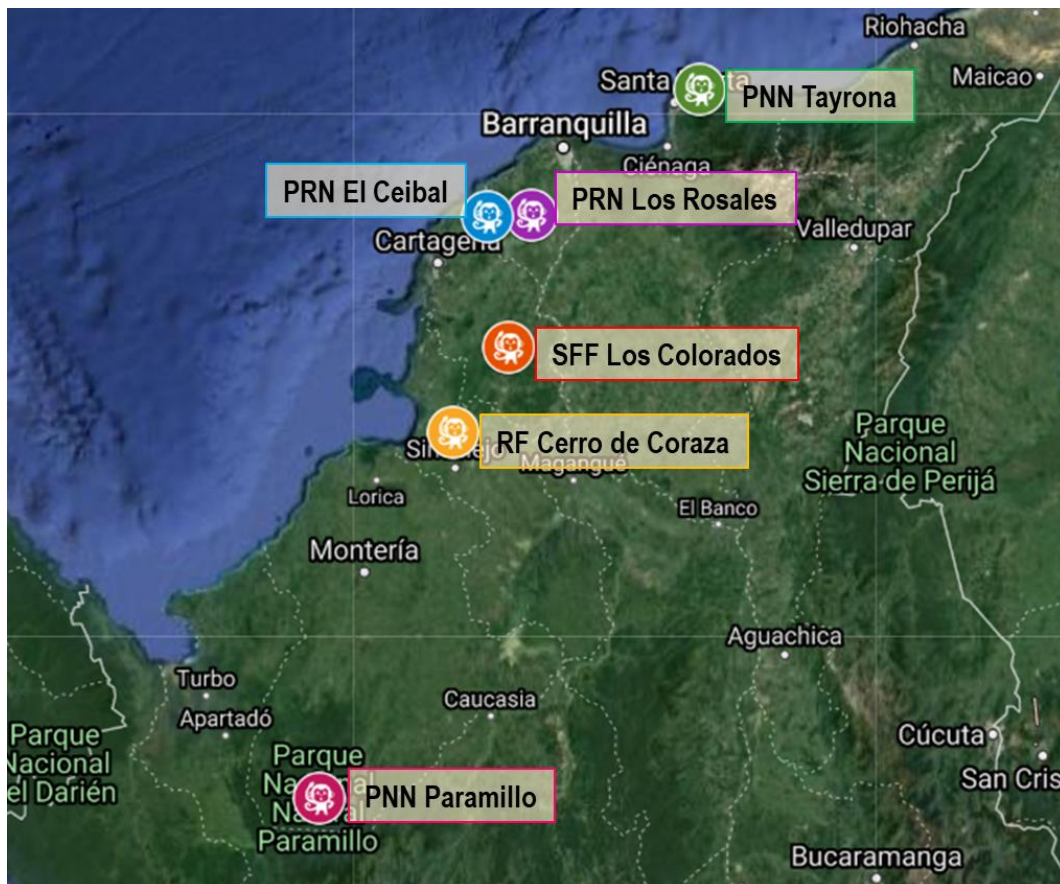 Riohacha
Santa Marta
PNN Tayrona
Maicao
Barranquilla
Ciénaga
PRN El Ceibal
PRN Los Rosales
Valledupar
Cartagena
SFF Los Colorados
RF Cerro de Coraza
Sincelejo
Magangué
Parque
Nacional
Sierra de Perijá
Lorica
El Banco
Montería
Aguachica
Turbo
Caucasia
Apartadó
Parque
Nacional
el Darién
Cúcuta
San Cris
Parque
Nacional
Natural
Paramillo
PNN Paramillo
Bucaramanga